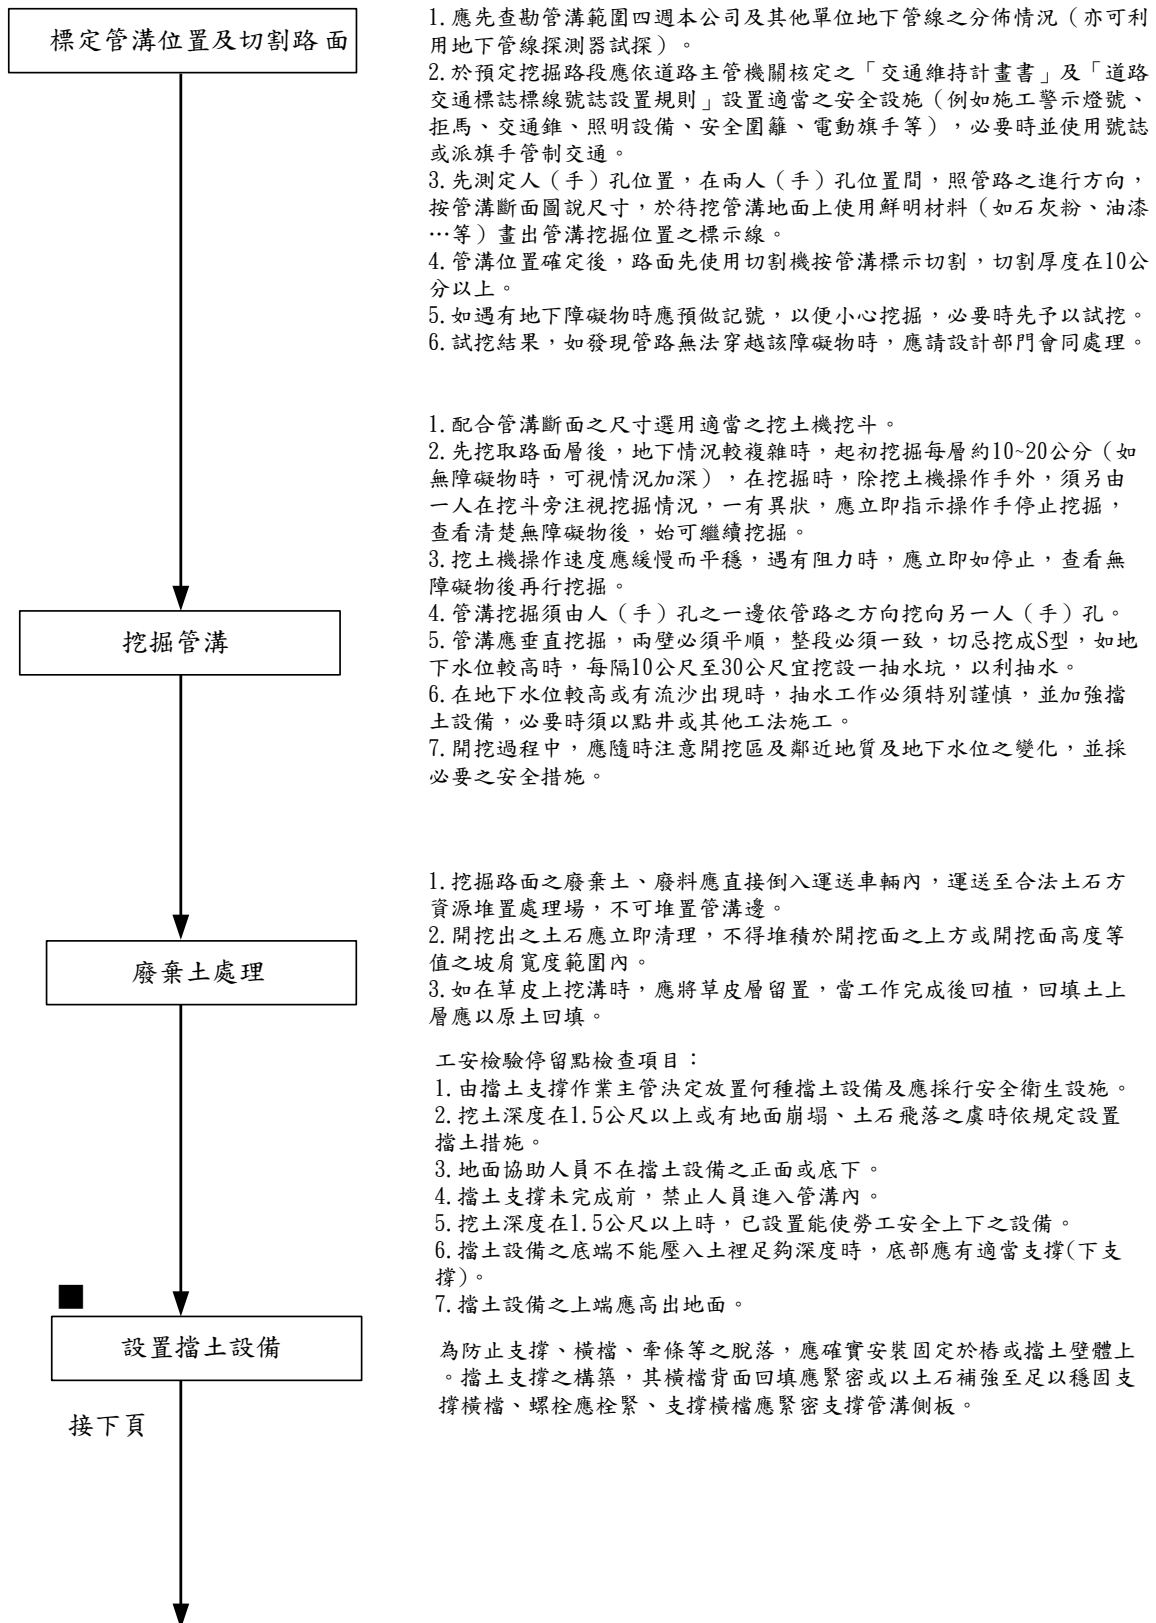 標定管溝位置及切割路面
1.應先查勘管溝範圍四週本公司及其他單位地下管線之分佈情況（亦可利
用地下管線探測器試探）。
2.於預定挖掘路段應依道路主管機關核定之「交通維持計畫書」及「道路
交通標誌標線號誌設置規則」設置適當之安全設施（例如施工警示燈號、
拒馬、交通錐、照明設備、安全圍籬、電動旗手等），必要時並使用號誌
或派旗手管制交通。
3.先測定人（手）孔位置，在兩人（手）孔位置間，照管路之進行方向，
按管溝斷面圖說尺寸，於待挖管溝地面上使用鮮明材料（如石灰粉、油漆
…等）畫出管溝挖掘位置之標示線。
4.管溝位置確定後，路面先使用切割機按管溝標示切割，切割厚度在10公
分以上。
5.如遇有地下障礙物時應預做記號，以便小心挖掘，必要時先予以試挖。
6.試挖結果，如發現管路無法穿越該障礙物時，應請設計部門會同處理。
挖掘管溝
1.配合管溝斷面之尺寸選用適當之挖土機挖斗。
2.先挖取路面層後，地下情況較複雜時，起初挖掘每層約10~20公分（如
無障礙物時，可視情況加深），在挖掘時，除挖土機操作手外，須另由
一人在挖斗旁注視挖掘情況，一有異狀，應立即指示操作手停止挖掘，
查看清楚無障礙物後，始可繼續挖掘。
3.挖土機操作速度應緩慢而平穩，遇有阻力時，應立即如停止，查看無
障礙物後再行挖掘。
4.管溝挖掘須由人（手）孔之一邊依管路之方向挖向另一人（手）孔。
5.管溝應垂直挖掘，兩壁必須平順，整段必須一致，切忌挖成S型，如地
下水位較高時，每隔10公尺至30公尺宜挖設一抽水坑，以利抽水。
6.在地下水位較高或有流沙出現時，抽水工作必須特別謹慎，並加強擋
土設備，必要時須以點井或其他工法施工。
7.開挖過程中，應隨時注意開挖區及鄰近地質及地下水位之變化，並採
必要之安全措施。
廢棄土處理
1.挖掘路面之廢棄土、廢料應直接倒入運送車輛內，運送至合法土石方
資源堆置處理場，不可堆置管溝邊。
2.開挖出之土石應立即清理，不得堆積於開挖面之上方或開挖面高度等
值之坡肩寬度範圍內。
3.如在草皮上挖溝時，應將草皮層留置，當工作完成後回植，回填土上
層應以原土回填。
設置擋土設備
工安檢驗停留點檢查項目：
1.由擋土支撐作業主管決定放置何種擋土設備及應採行安全衛生設施。
2.挖土深度在1.5公尺以上或有地面崩塌、土石飛落之虞時依規定設置
擋土措施。
3.地面協助人員不在擋土設備之正面或底下。
4.擋土支撐未完成前，禁止人員進入管溝內。
5.挖土深度在1.5公尺以上時，已設置能使勞工安全上下之設備。
6.擋土設備之底端不能壓入土裡足夠深度時，底部應有適當支撐(下支
撐)。
7.擋土設備之上端應高出地面。
為防止支撐、橫檔、牽條等之脫落，應確實安裝固定於樁或擋土壁體上
。擋土支撐之構築，其橫檔背面回填應緊密或以土石補強至足以穩固支
撐橫檔、螺栓應栓緊、支撐橫檔應緊密支撐管溝側板。
接下頁